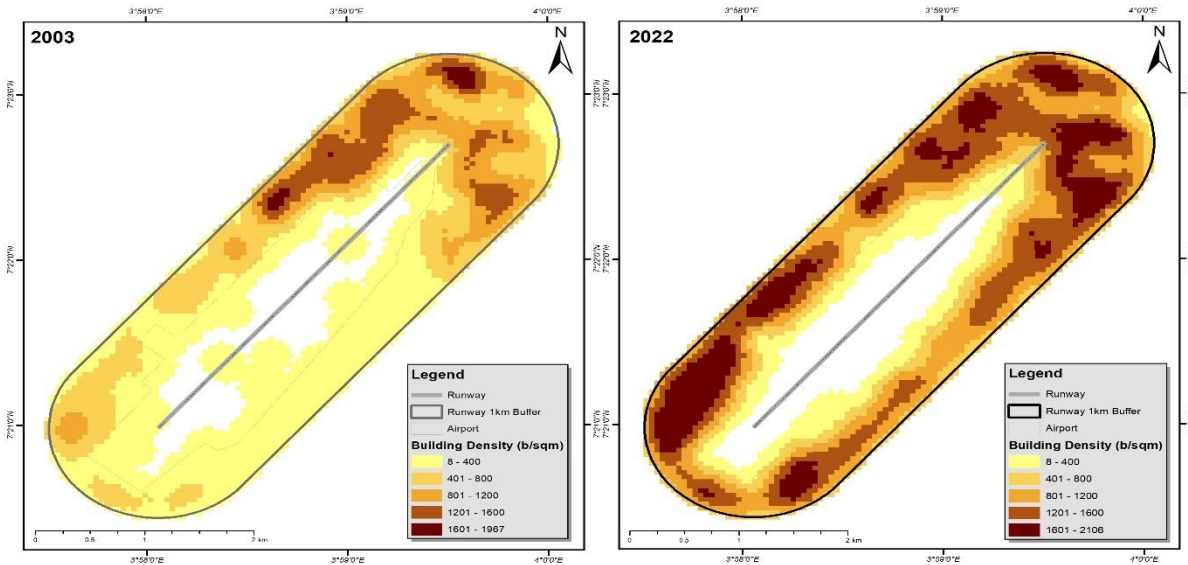 3°58'0"E 3°59'0"E 4°0'0"E
2003
N
7°23'0"N
7°22'0"N
7°21'0"N
Legend
Runway
Runway 1km Buffer
Airport
Building Density (b/sqm)
8 - 400
401 - 800
801 - 1200
1201 - 1600
1601 - 1967
0 0.5 1 2 km
3°58'0"E 3°59'0"E 4°0'0"E
3°58'0"E 3°59'0"E 4°0'0"E
2022
N
7°23'0"N
7°22'0"N
7°21'0"N
Legend
Runway
Runway 1km Buffer
Airport
Building Density (b/sqm)
8 - 400
401 - 800
801 - 1200
1201 - 1600
1601 - 2106
0 0.5 1 2 km
3°58'0"E 3°59'0"E 4°0'0"E